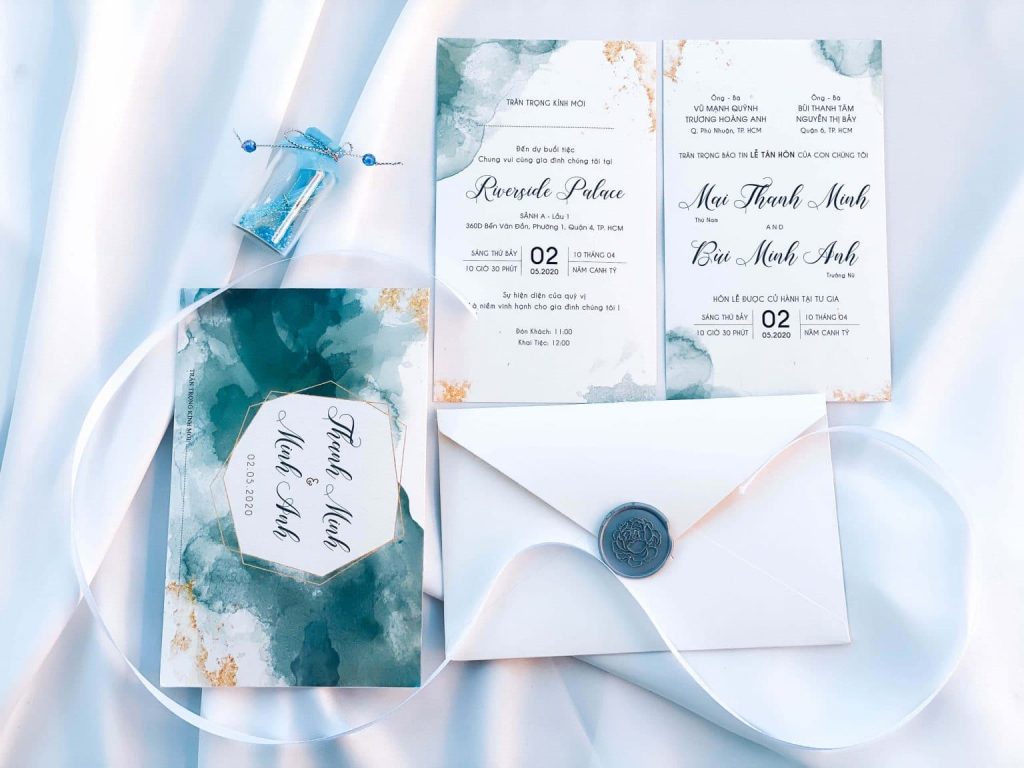 TRÂN TRỌNG KÍNH MỜI
Đến dự buổi tiệc
Chung vui cùng gia đình chúng tôi tại
Riverside Palace
SẢNH A - Lầu 1
360D Bến Vân Đồn, Phường 1, Quận 4, TP. HCM
SÁNG THỨ BẢY
10 GIỜ 30 PHÚT
02
05.2020
10 THÁNG 04
NĂM CANH TÝ
Sự hiện diện của quý vị
là niềm vinh hạnh cho gia đình chúng tôi !
Đón Khách: 11:00
Khai Tiệc: 12:00
Ông - Bà
VŨ MẠNH QUỲNH
TRƯƠNG HOÀNG ANH
Q. Phú Nhuận, TP. HCM
Ông - Bà
BÙI THANH TÂM
NGUYỄN THỊ BẢY
Quận 6, TP. HCM
TRÂN TRỌNG BÁO TIN LỄ TÂN HÔN CỦA CON CHÚNG TÔI
Mai Thanh Minh
Thứ Nam
AND
Bùi Minh Anh
Trưởng Nữ
HÔN LỄ ĐƯỢC CỬ HÀNH TẠI TƯ GIA
SÁNG THỨ BẢY
10 GIỜ 30 PHÚT
02
05.2020
10 THÁNG 04
NĂM CANH TÝ
TRÂN TRỌNG KÍNH MỜI
Thanh Minh
&
Minh Anh
02.05.2020